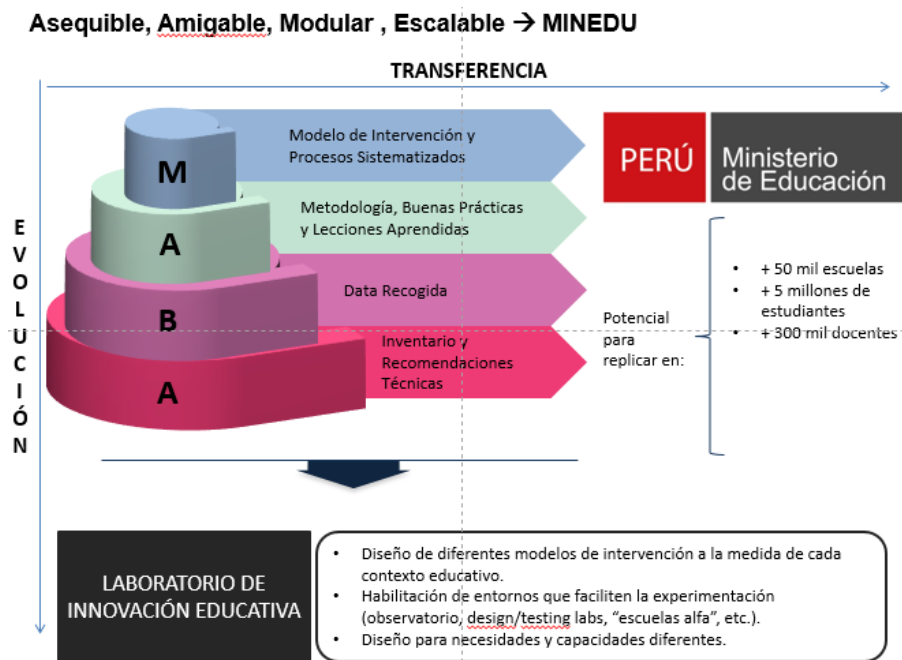 Asequible, Amigable, Modular , Escalable → MINEDU
TRANSFERENCIA
EVOLUCIÓN
M
Modelo de Intervención y
Procesos Sistematizados
A
Metodología, Buenas Prácticas
y Lecciones Aprendidas
B
Data Recogida
A
Inventario y
Recomendaciones
Técnicas
PERÚ
Ministerio
de Educación
Potencial
para
replicar en:
• + 50 mil escuelas
• + 5 millones de
estudiantes
• + 300 mil docentes
LABORATORIO DE
INNOVACIÓN EDUCATIVA
• Diseño de diferentes modelos de intervención a la medida de cada
contexto educativo.
• Habilitación de entornos que faciliten la experimentación
(observatorio, design/testing labs, “escuelas alfa”, etc.).
• Diseño para necesidades y capacidades diferentes.